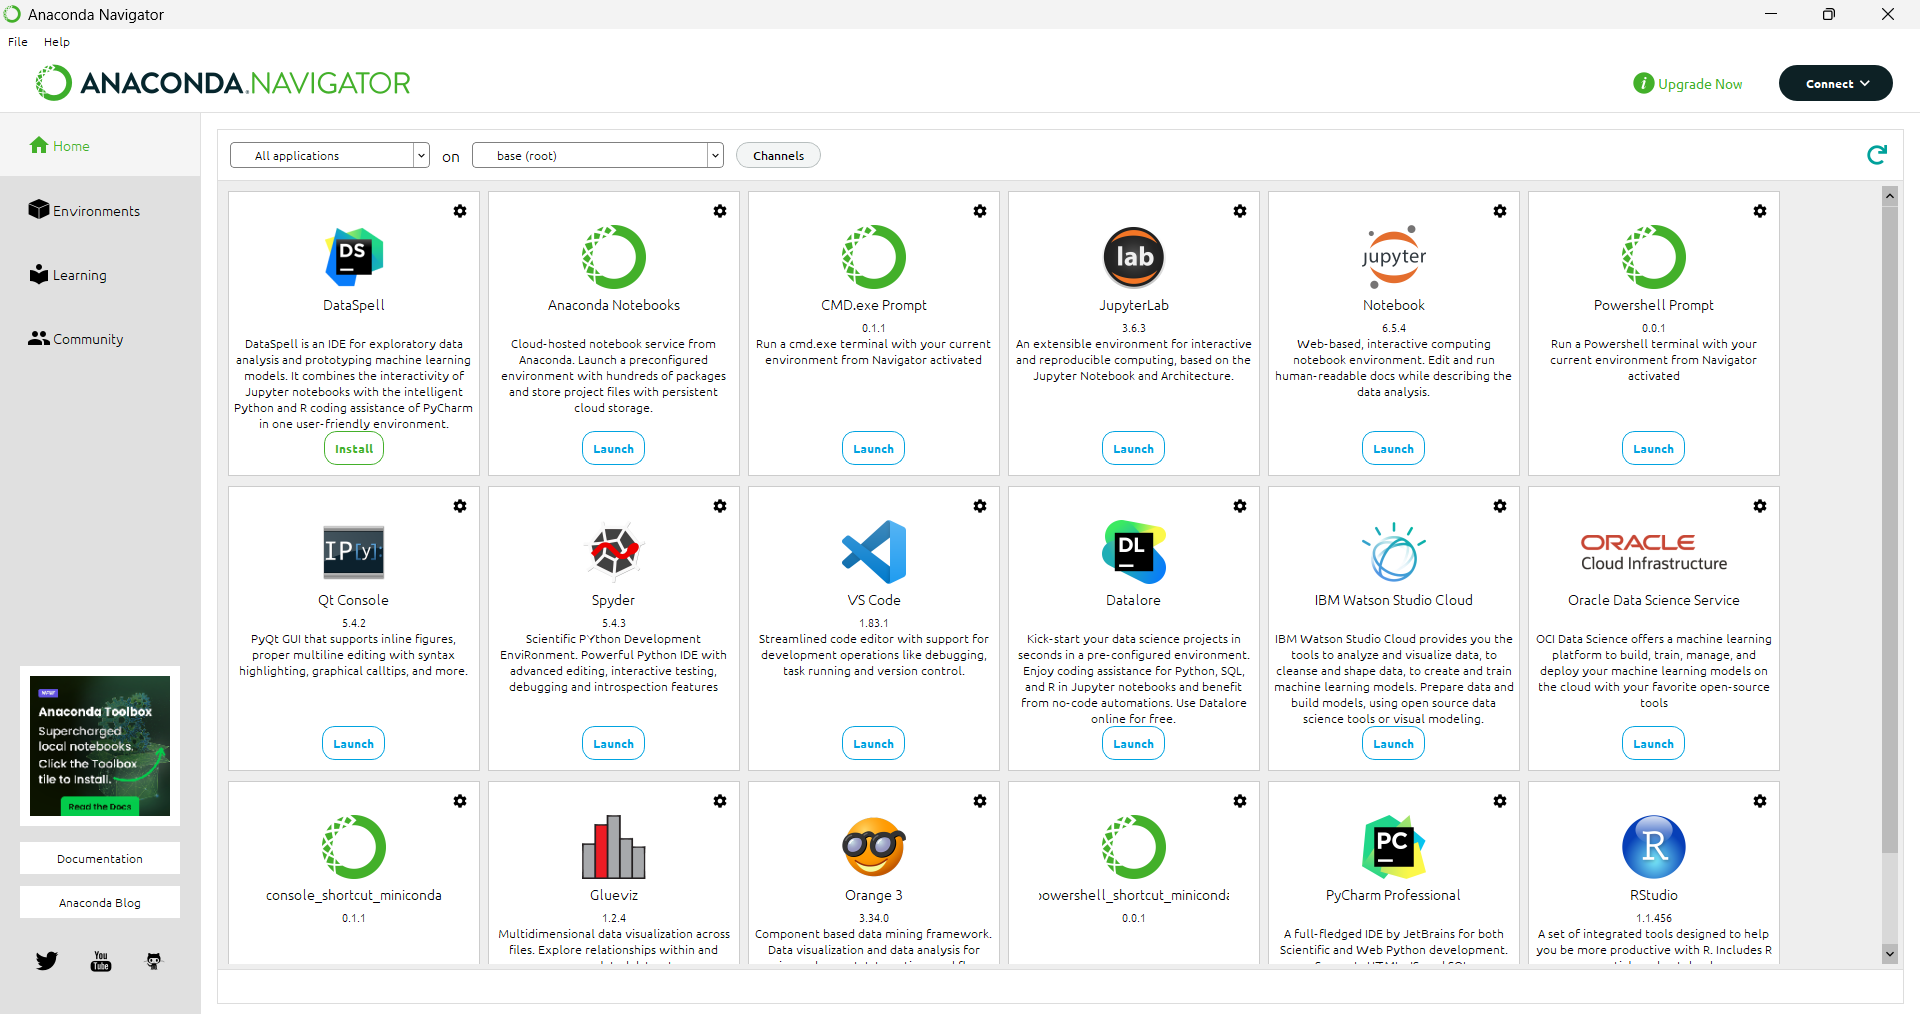 Anaconda Navigator
File Help
ANACONDA.NAVIGATOR
i Upgrade Now
Connect
Home
Environments
Learning
Community
All applications on base (root) Channels
DS
DataSpell
DataSpell is an IDE for exploratory data
analysis and prototyping machine learning
models. It combines the interactivity of
Jupyter notebooks with the intelligent
Python and R coding assistance of PyCharm
in one user-friendly environment.
Install
Anaconda Notebooks
Cloud-hosted notebook service from
Anaconda. Launch a preconfigured
environment with hundreds of packages
and store project files with persistent
cloud storage.
Launch
CMD.exe Prompt
0.1.1
Run a cmd.exe terminal with your current
environment from Navigator activated
Launch
lab
JupyterLab
3.6.3
An extensible environment for interactive
and reproducible computing, based on the
Jupyter Notebook and Architecture.
Launch
jupyter
Notebook
6.5.4
Web-based, interactive computing
notebook environment. Edit and run
human-readable docs while describing the
data analysis.
Launch
Powershell Prompt
0.0.1
Run a Powershell terminal with your
current environment from Navigator
activated
Launch
IP[y]:
Qt Console
5.4.2
PyQt GUI that supports inline figures,
proper multiline editing with syntax
highlighting, graphical calltips, and more.
Launch
Spyder
5.4.3
Scientific PYthon Development
EnviRonment. Powerful Python IDE with
advanced editing, interactive testing,
debugging and introspection features
Launch
VS Code
1.83.1
Streamlined code editor with support for
development operations like debugging,
task running and version control.
Launch
DL
Datalore
Kick-start your data science projects in
seconds in a pre-configured environment.
Enjoy coding assistance for Python, SQL,
and R in Jupyter notebooks and benefit
from no-code automations. Use Datalore
online for free.
Launch
IBM Watson Studio Cloud
IBM Watson Studio Cloud provides you the
tools to analyze and visualize data, to
cleanse and shape data, to create and train
machine learning models. Prepare data and
build models, using open source data
science tools or visual modeling.
Launch
ORACLE
Cloud Infrastructure
Oracle Data Science Service
OCI Data Science offers a machine learning
platform to build, train, manage, and
deploy your machine learning models on
the cloud with your favorite open-source
tools
Launch
console_shortcut_miniconda
0.1.1
Glueviz
1.2.4
Multidimensional data visualization across
files. Explore relationships within and
Orange 3
3.34.0
Component based data mining framework.
Data visualization and data analysis for
powershell_shortcut_miniconda
0.0.1
PC
PyCharm Professional
A full-fledged IDE by JetBrains for both
Scientific and Web Python development.
R
RStudio
1.1.456
A set of integrated tools designed to help
you be more productive with R. Includes R
NEW
Anaconda Toolbox
Supercharged
local notebooks.
Click the Toolbox
tile to Install.
Read the Docs
Documentation
Anaconda Blog
You
Tube